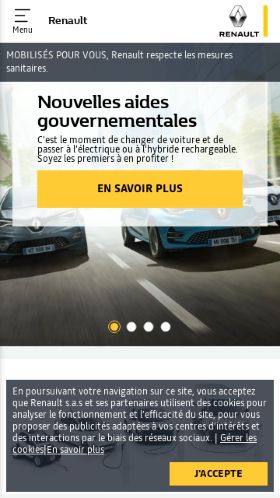 Menu
Renault
RENAULT
MOBILISÉS POUR VOUS, Renault respecte les mesures
sanitaires.
Nouvelles aides
gouvernementales
C'est le moment de changer de voiture et de
passer à l'électrique ou à l'hybride rechargeable.
Soyez les premiers à en profiter !
EN SAVOIR PLUS
En poursuivant votre navigation sur ce site, vous acceptez
que Renault s.a.s et ses partenaires utilisent des cookies pour
analyser le fonctionnement et l'efficacité du site, pour vous
proposer des publicités adaptées à vos centres d'intérêts et
des interactions par le biais des réseaux sociaux. | Gérer les
cookies|En savoir plus
J'ACCEPTE